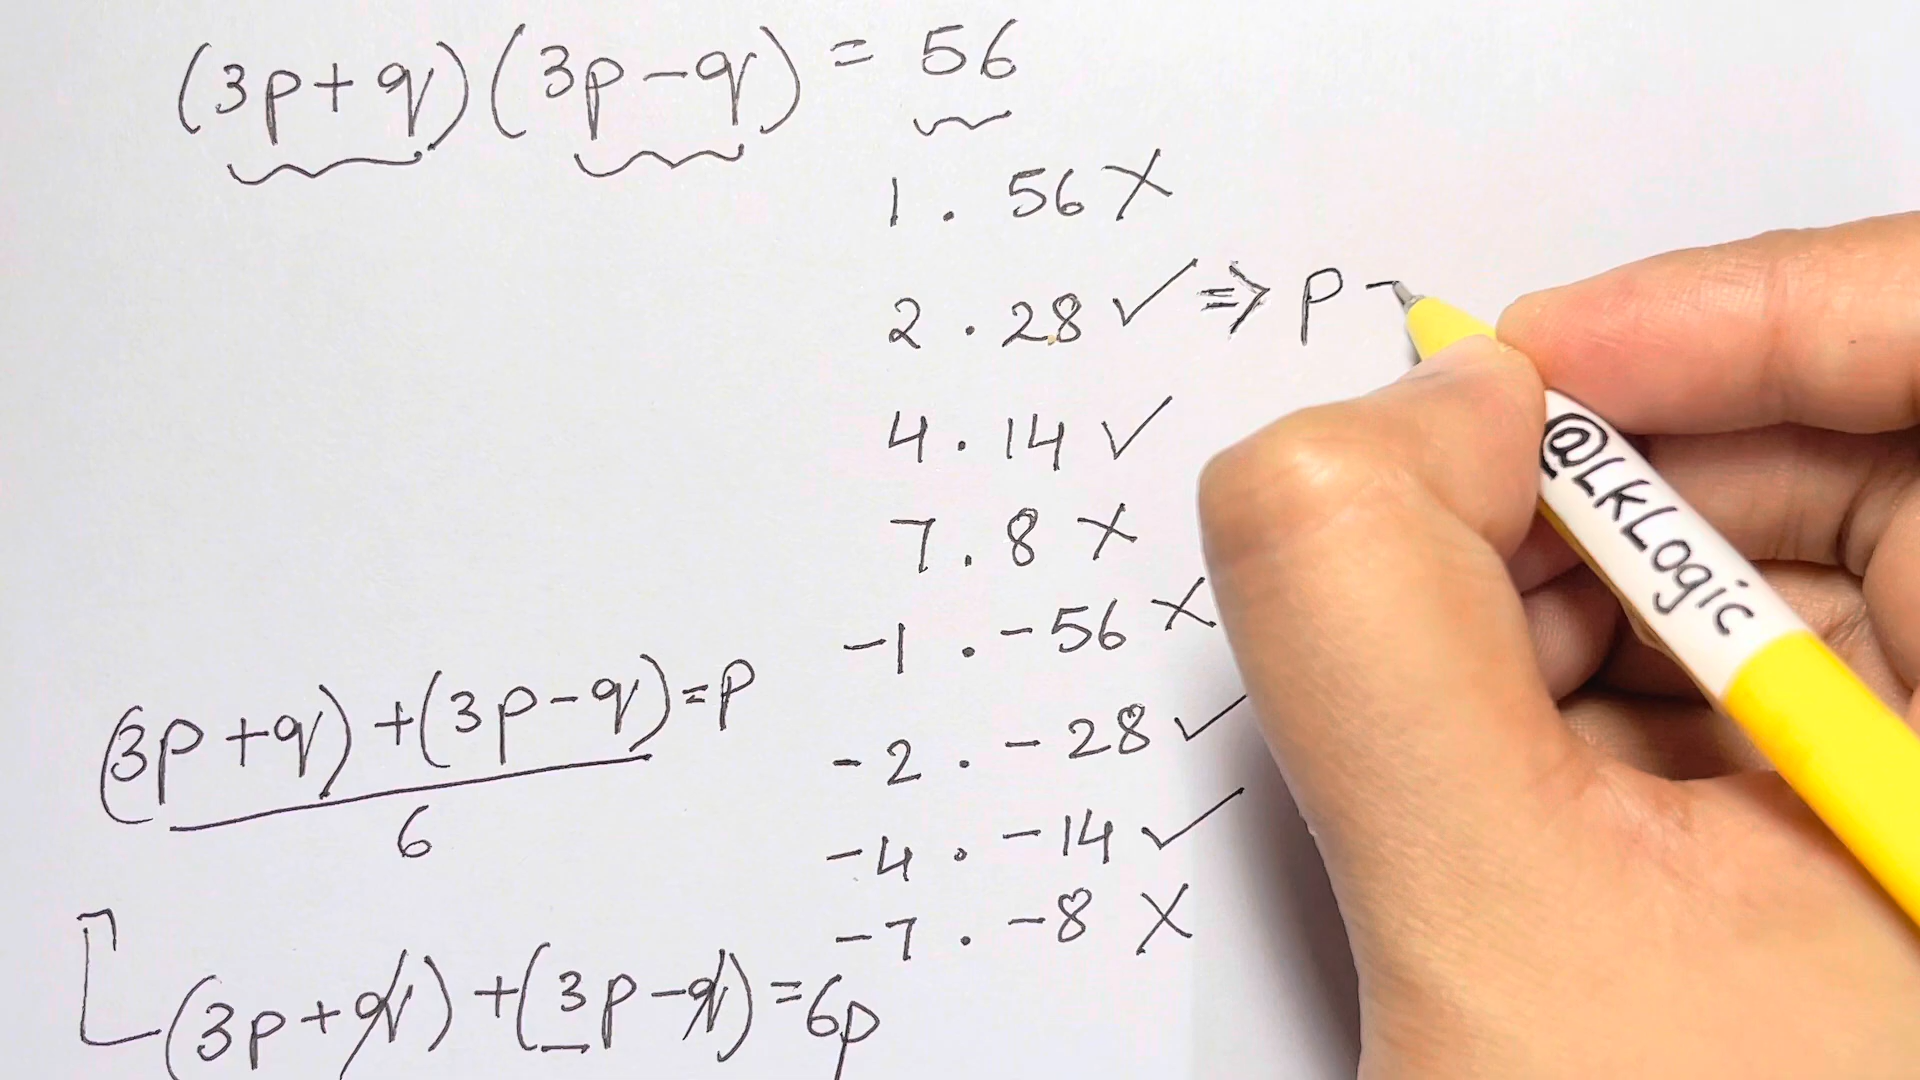 (3p+q)(3p-q) = 56
1 . 56 X
2 . 28 ✓ => p -
4 . 14 ✓
7 . 8 X
-1 . -56 X
-2 . -28 ✓
-4 . -14 ✓
-7 . -8 X
(3p+q)+(3p-q)=p
6
(3p+q)+(3p-q)=6p
@LKLogic